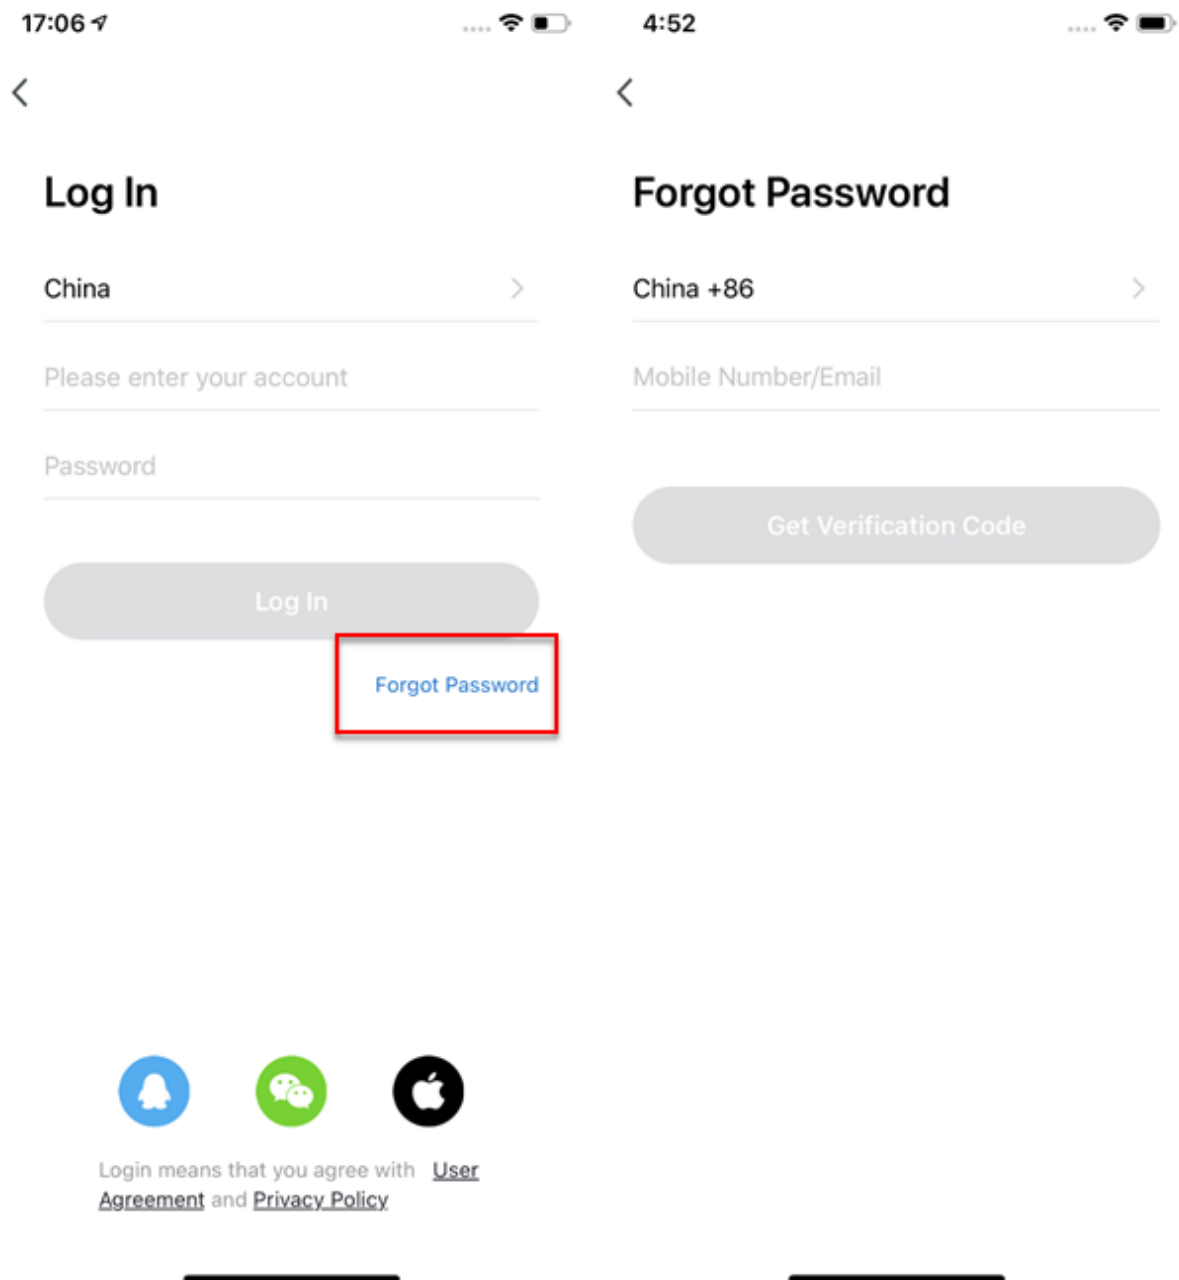 17:06
Log In
China
Please enter your account
Password
Log In
Forgot Password
Login means that you agree with User
Agreement and Privacy Policy
4:52
Forgot Password
China +86
Mobile Number/Email
Get Verification Code